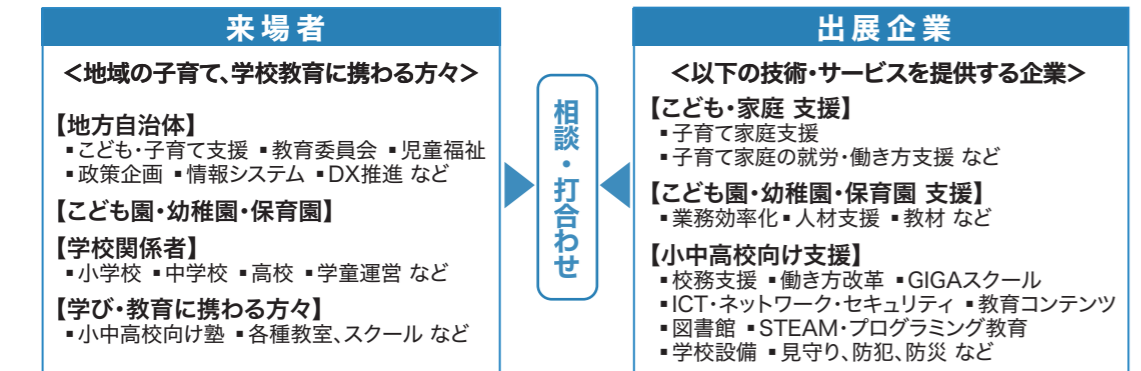 来場者
＜地域の子育て、学校教育に携わる方々＞
【地方自治体】
▪こども・子育て支援 ▪教育委員会 ▪児童福祉
▪政策企画 ▪情報システム ▪DX推進 など
【こども園・幼稚園・保育園】
【学校関係者】
▪小学校 ▪中学校 ▪高校 ▪学童運営 など
【学び・教育に携わる方々】
▪小中高校向け塾 ▪各種教室、スクール など
相談・打合わせ
出展企業
＜以下の技術・サービスを提供する企業＞
【こども・家庭 支援】
▪子育て家庭支援
▪子育て家庭の就労・働き方支援 など
【こども園・幼稚園・保育園 支援】
▪業務効率化 ▪人材支援 ▪教材 など
【小中高校向け支援】
▪校務支援 ▪働き方改革 ▪GIGAスクール
▪ICT・ネットワーク・セキュリティ ▪教育コンテンツ
▪図書館 ▪STEAM・プログラミング教育
▪学校設備 ▪見守り、防犯、防災 など